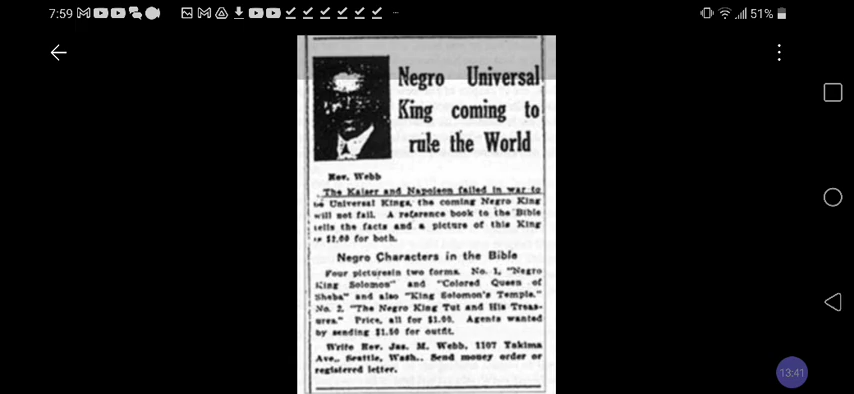 7:59
51%
Negro Universal
King coming to
rule the World
Rev. Webb
The Kaiser and Napoleon failed in war to
be Universal Kings, the coming Negro King
will not fail. A reference book to the Bible
tells the facts and a picture of this King
is $1.00 for both.
Negro Characters in the Bible
Four picturesin two forms. No. 1, "Negro
King Solomon" and "Colored Queen of
Sheba" and also "King Solomon's Temple."
No. 2, "The Negro King Tut and His Treas-
ures." Price, all for $1.00. Agents wanted
by sending $1.50 for outfit.
Write Rev. Jas. M. Webb, 1107 Yakima
Ave., Seattle, Wash.. Send money order or
registered letter.
13:41